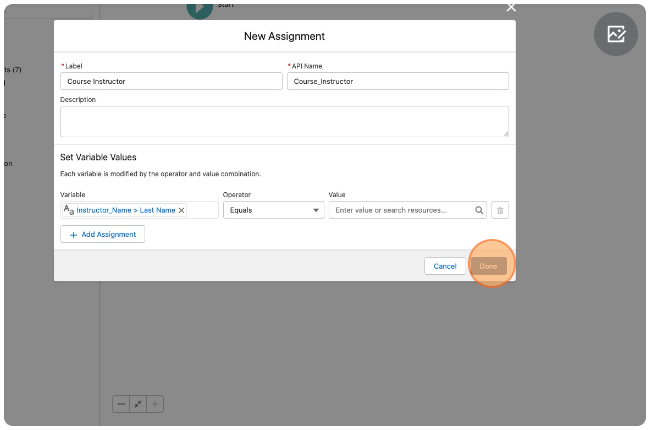 Start
New Assignment
* Label
* API Name
Course Instructor
Course_Instructor
Description
ts (7)
Set Variable Values
Each variable is modified by the operator and value combination.
on
Variable
Operator
Value
Aa Instructor_Name > Last Name
Equals
Enter value or search resources...
+ Add Assignment
Cancel
Done